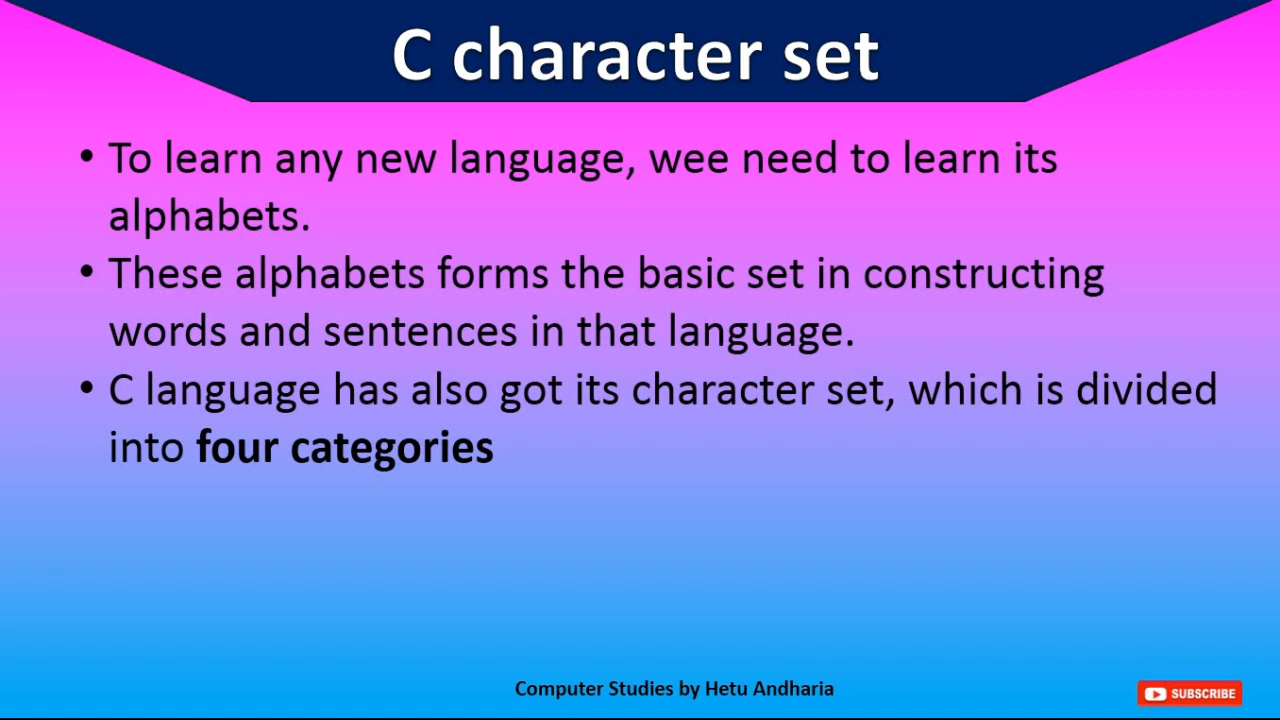 C character set
• To learn any new language, wee need to learn its
alphabets.
• These alphabets forms the basic set in constructing
words and sentences in that language.
• C language has also got its character set, which is divided
into four categories
Computer Studies by Hetu Andharia
SUBSCRIBE